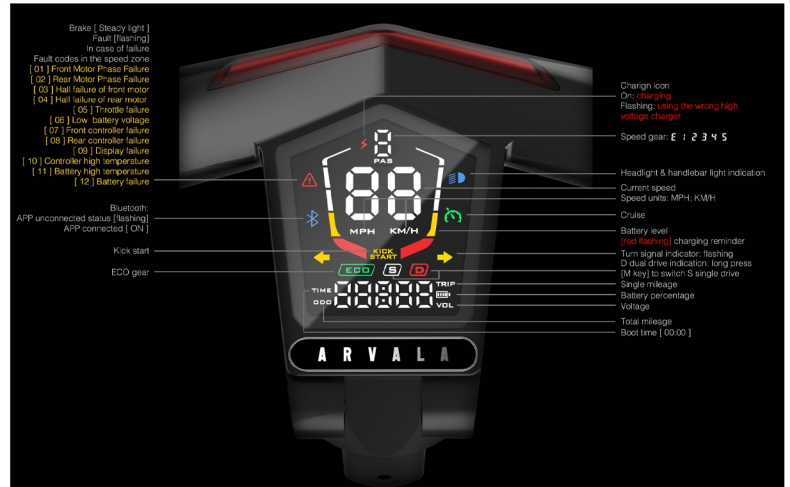 Brake [ Steady light ]
Fault [flashing]
In case of failure
Fault codes in the speed zone
[ 01 ] Front Motor Phase Failure
[ 02 ] Rear Motor Phase Failure
[ 03 ] Hall failure of front motor
[ 04 ] Hall failure of rear motor
[ 05 ] Throttle failure
[ 06 ] Low battery voltage
[ 07 ] Front controller failure
[ 08 ] Rear controller failure
[ 09 ] Display failure
[ 10 ] Controller high temperature
[ 11 ] Battery high temperature
[ 12 ] Battery failure
Bluetooth:
APP unconnected status [flashing]
APP connected [ ON ]
Kick start
ECO gear
8
PAS
88
MPH KM/H
KICK
START
ECO S D
TIME 88:888 TRIP
ODO VOL
ARVALA
Charign icon
On: charging
Flashing: using the wrong high
voltage charger
Speed gear: E 1 2 3 4 5
Headlight & handlebar light indication
Current speed
Speed units: MPH; KM/H
Cruise
Battery level
[red flashing] charging reminder
Turn signal indicator: flashing
D dual drive indication: long press
[M key] to switch S single drive
Single mileage
Battery percentage
Voltage
Total mileage
Boot time [ 00:00 ]